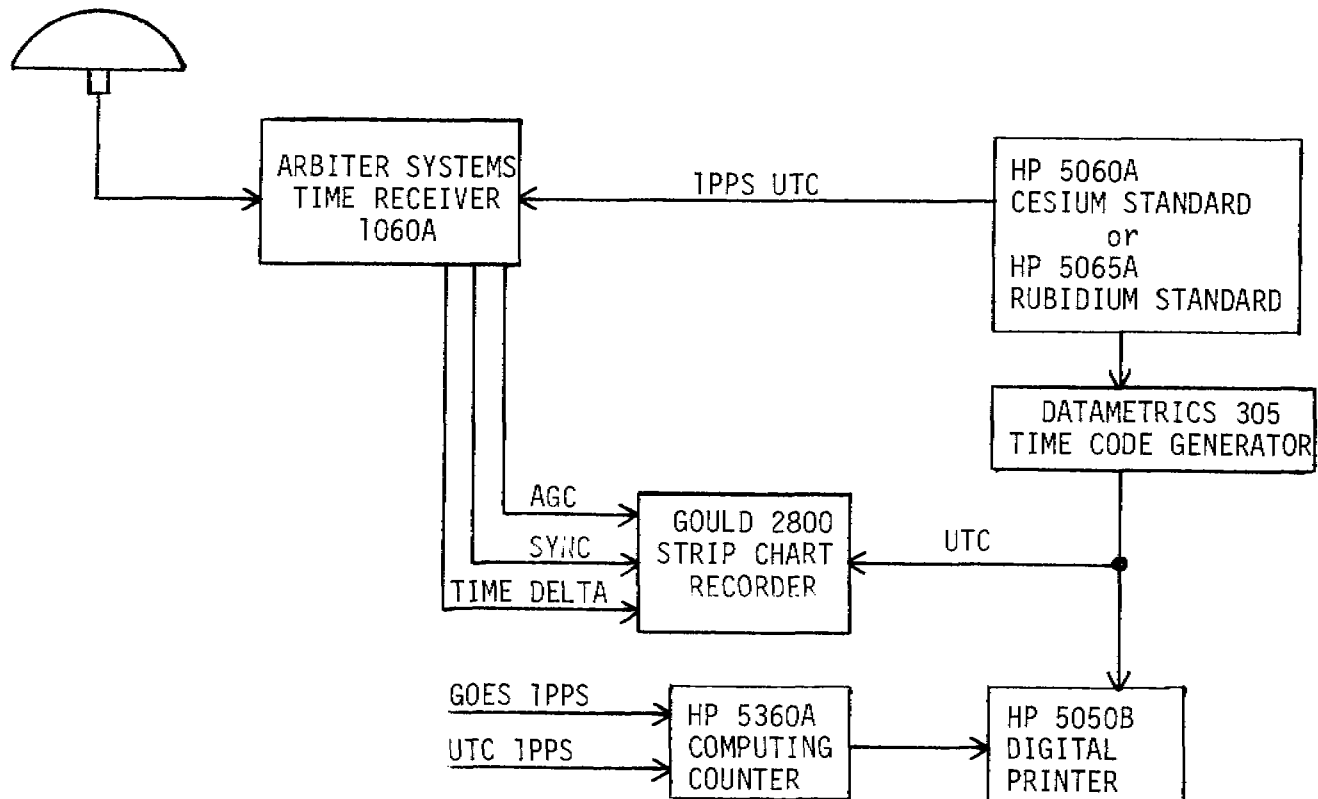 ARBITER SYSTEMS
TIME RECEIVER
1060A
1PPS UTC
HP 5060A
CESIUM STANDARD
or
HP 5065A
RUBIDIUM STANDARD
DATAMETRICS 305
TIME CODE GENERATOR
AGC
SYNC
TIME DELTA
GOULD 2800
STRIP CHART
RECORDER
UTC
GOES 1PPS
UTC 1PPS
HP 5360A
COMPUTING
COUNTER
HP 5050B
DIGITAL
PRINTER